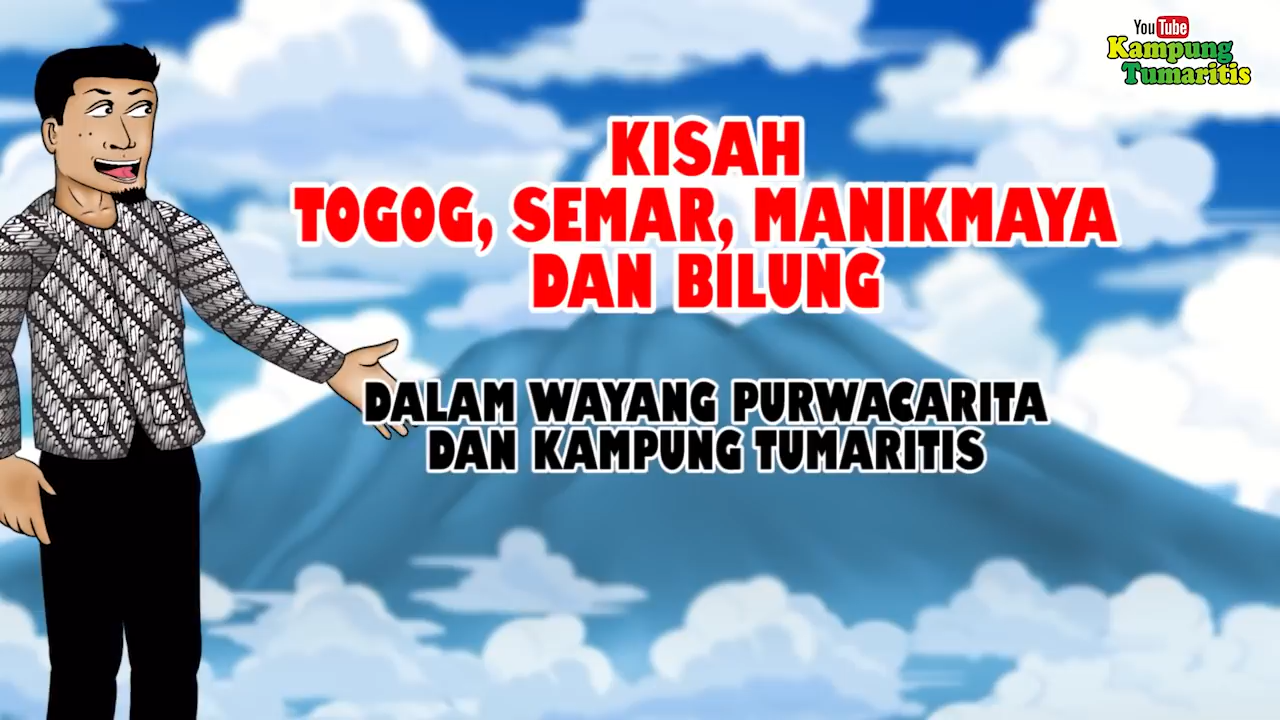 YouTube
Kampung
Tumaritis
KISAH
TOGOG, SEMAR, MANIKMAYA
DAN BILUNG
DALAM WAYANG PURWACARITA
DAN KAMPUNG TUMARITIS